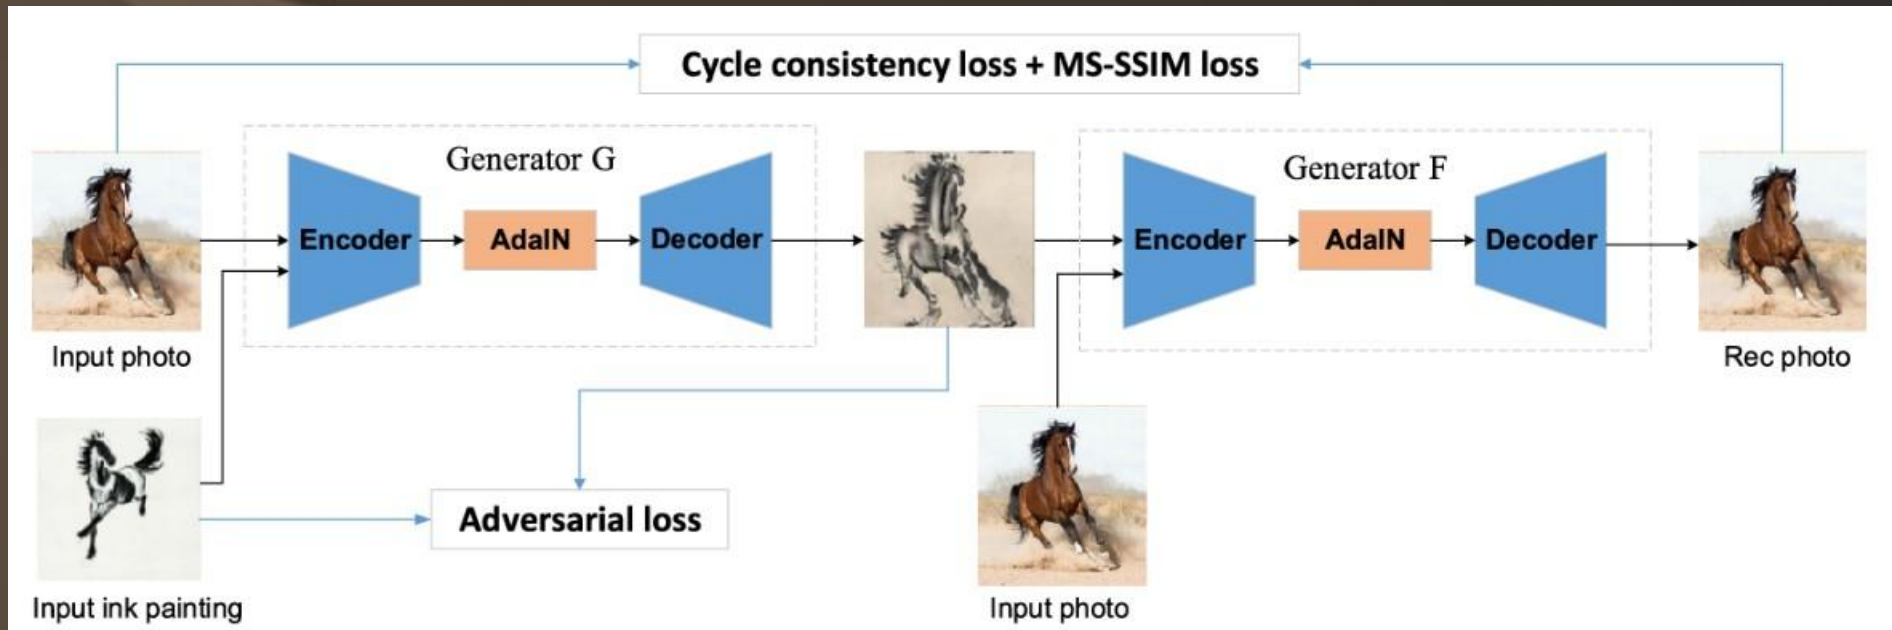 Cycle consistency loss + MS-SSIM loss
Generator G
Generator F
Encoder
AdaIN
Decoder
Encoder
AdaIN
Decoder
Input photo
Rec photo
Adversarial loss
Input ink painting
Input photo